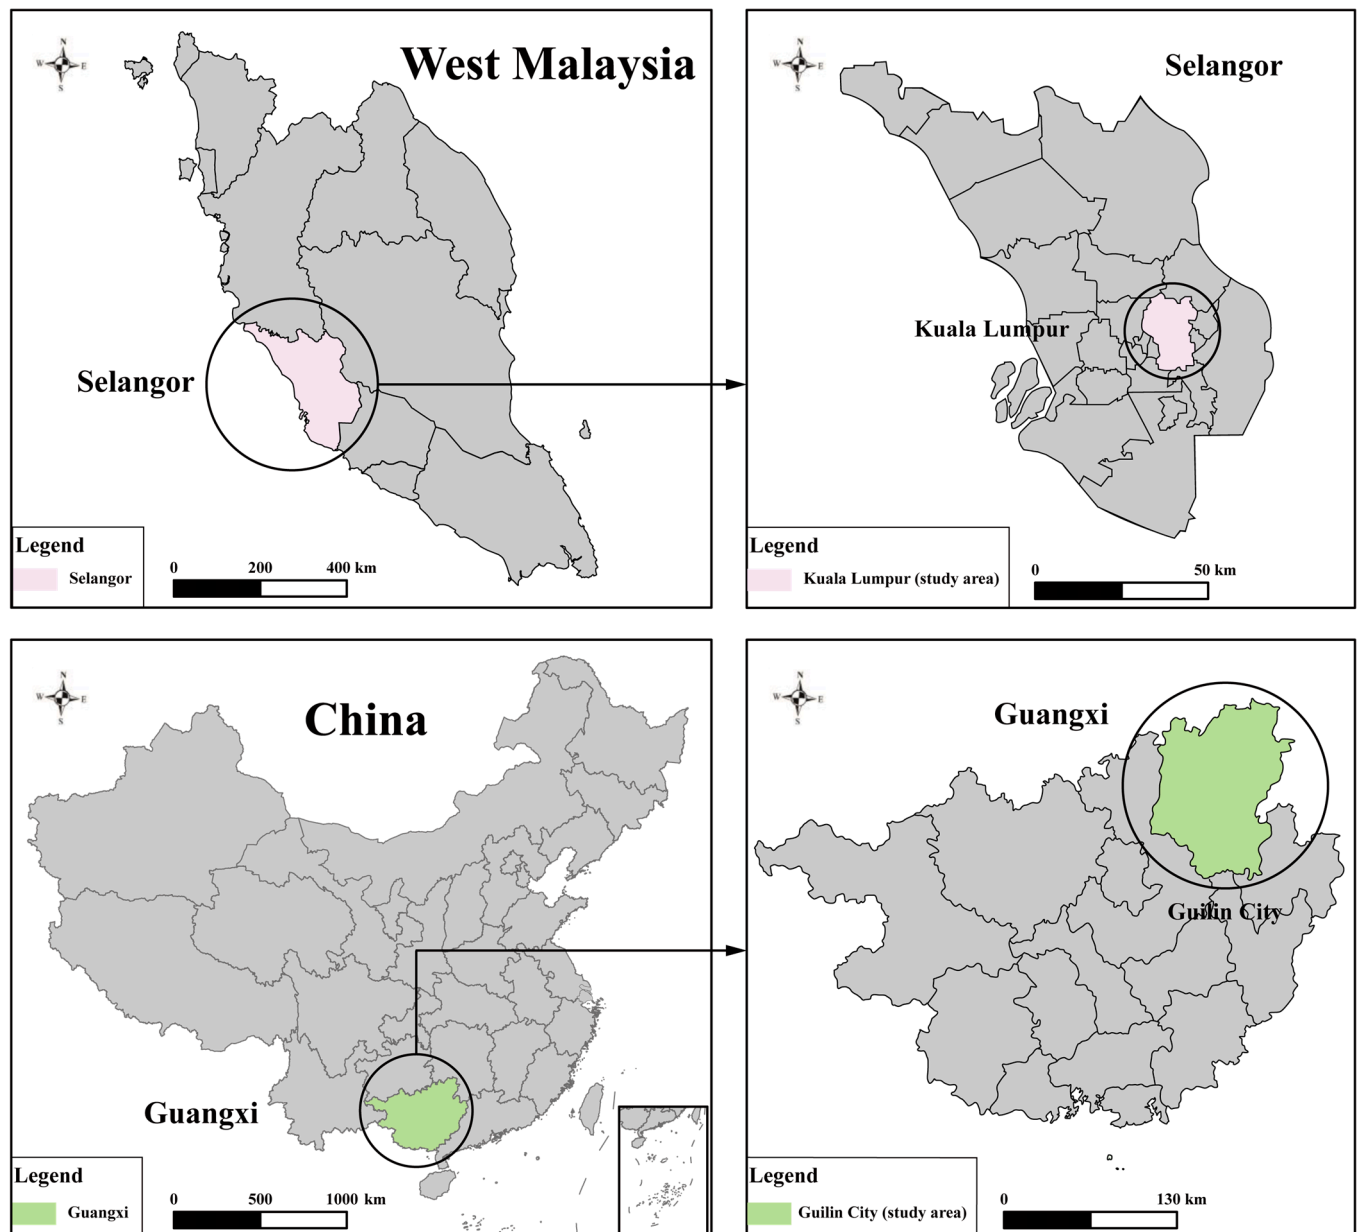 N
W E
S
West Malaysia
Selangor
Legend
Selangor
0 200 400 km
N
W E
S
Selangor
Kuala Lumpur
Legend
Kuala Lumpur (study area)
0 50 km
N
W E
S
China
Guangxi
Legend
Guangxi
0 500 1000 km
N
W E
S
Guangxi
Guilin City
Legend
Guilin City (study area)
0 130 km